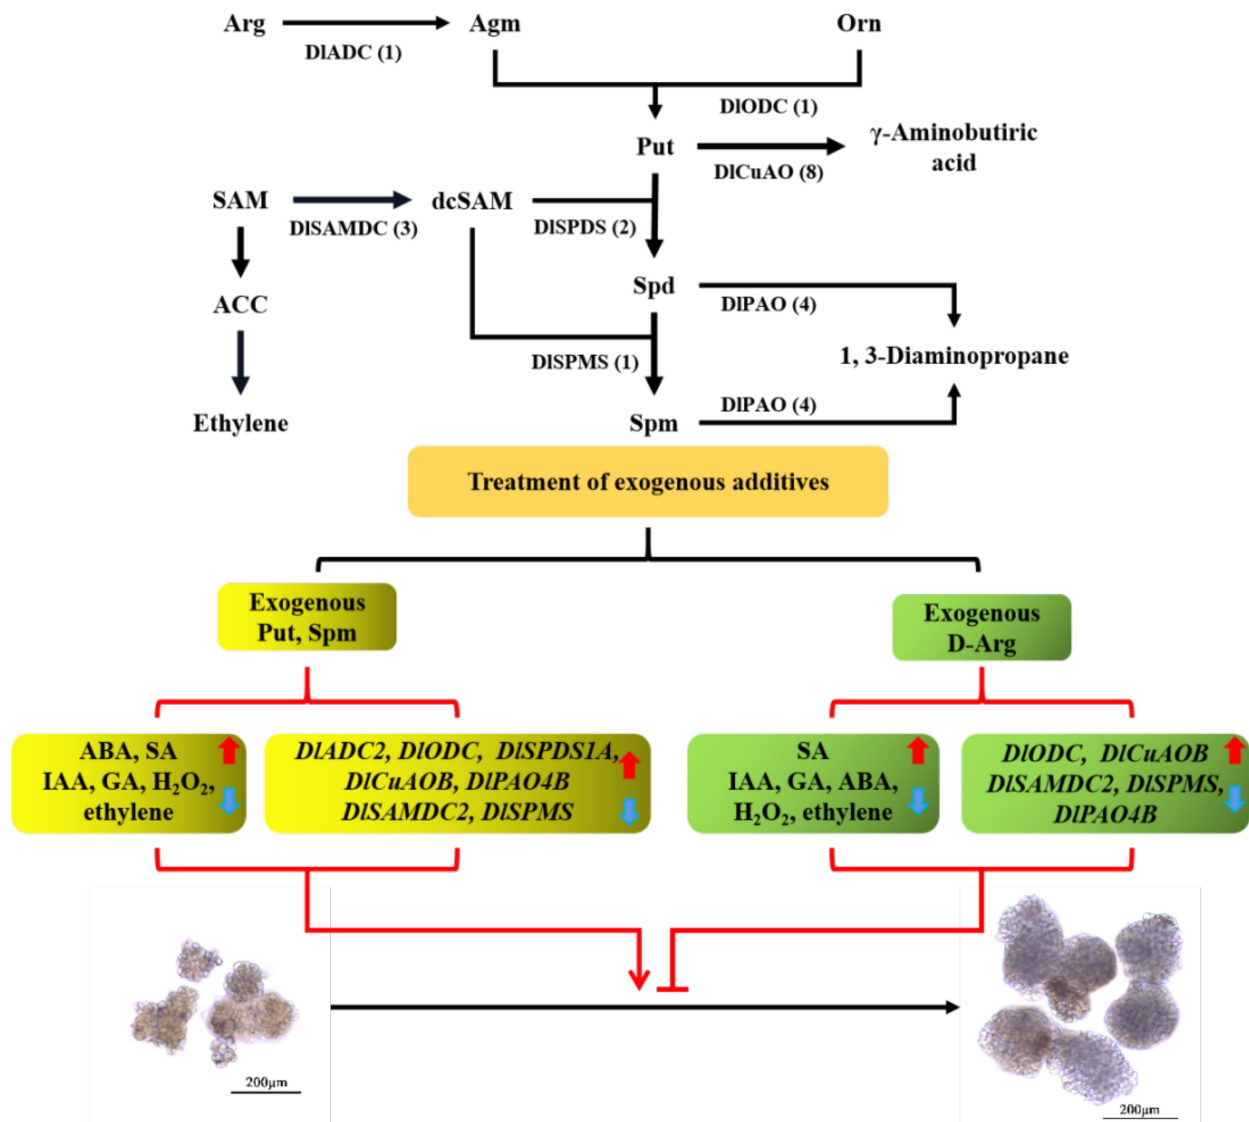 Arg
Agm
Orn
DlADC (1)
DlODC (1)
Put
γ-Aminobutiric
acid
DlCuAO (8)
SAM
dcSAM
DlSAMDC (3)
DlSPDS (2)
ACC
Spd
DlPAO (4)
1, 3-Diaminopropane
DlSPMS (1)
DlPAO (4)
Ethylene
Spm
Treatment of exogenous additives
Exogenous
Put, Spm
Exogenous
D-Arg
ABA, SA
IAA, GA, H₂O₂,
ethylene
DlADC2, DlODC, DlSPDS1A,
DlCuAOB, DlPAO4B
DlSAMDC2, DlSPMS
SA
IAA, GA, ABA,
H₂O₂, ethylene
DlODC, DlCuAOB
DlSAMDC2, DlSPMS,
DlPAO4B
200μm
200μm